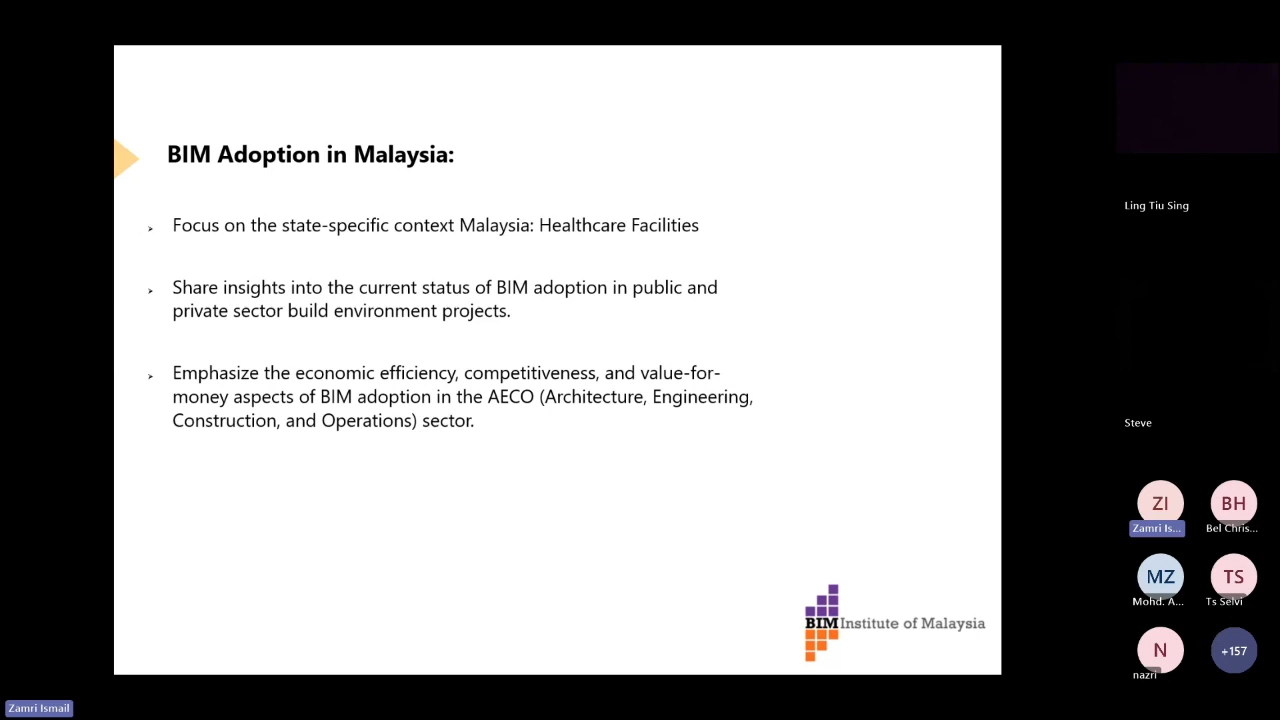 BIM Adoption in Malaysia:
Focus on the state-specific context Malaysia: Healthcare Facilities
Share insights into the current status of BIM adoption in public and
private sector build environment projects.
Emphasize the economic efficiency, competitiveness, and value-for-
money aspects of BIM adoption in the AECO (Architecture, Engineering,
Construction, and Operations) sector.
BIM Institute of Malaysia
Ling Tiu Sing
Steve
ZI
BH
Zamri Is...
Bel Chris...
MZ
TS
Mohd. A...
Ts Selvi
N
+157
nazri
Zamri Ismail